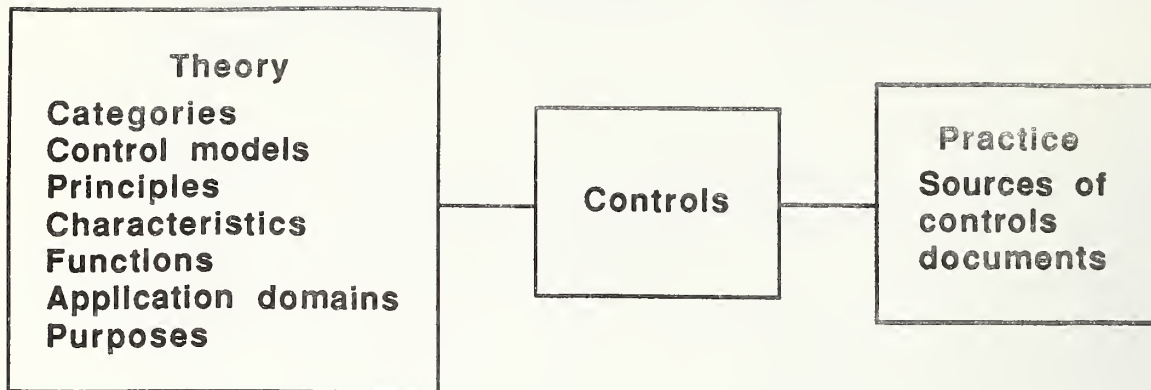 Theory
Categories
Control models
Principles
Characteristics
Functions
Application domains
Purposes
Controls
Practice
Sources of
controls
documents